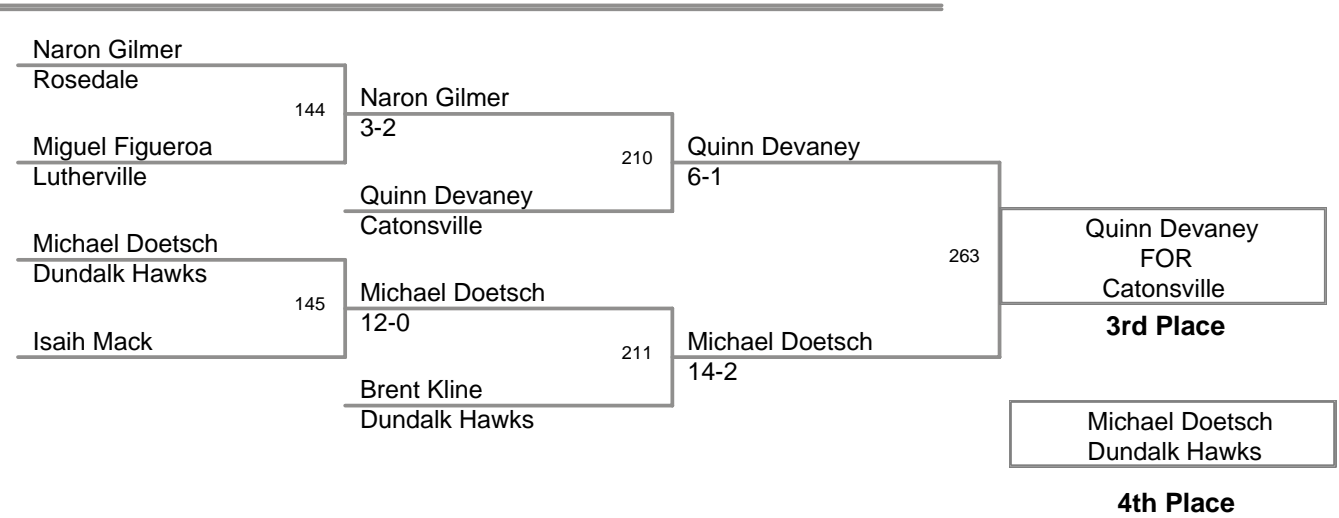 Naron Gilmer
Rosedale
144
Naron Gilmer
3-2
Miguel Figueroa
Lutherville
210
Quinn Devaney
6-1
Quinn Devaney
Catonsville
Michael Doetsch
Dundalk Hawks
263
Quinn Devaney
FOR
Catonsville
3rd Place
145
Michael Doetsch
12-0
Isaih Mack
211
Michael Doetsch
14-2
Brent Kline
Dundalk Hawks
Michael Doetsch
Dundalk Hawks
4th Place